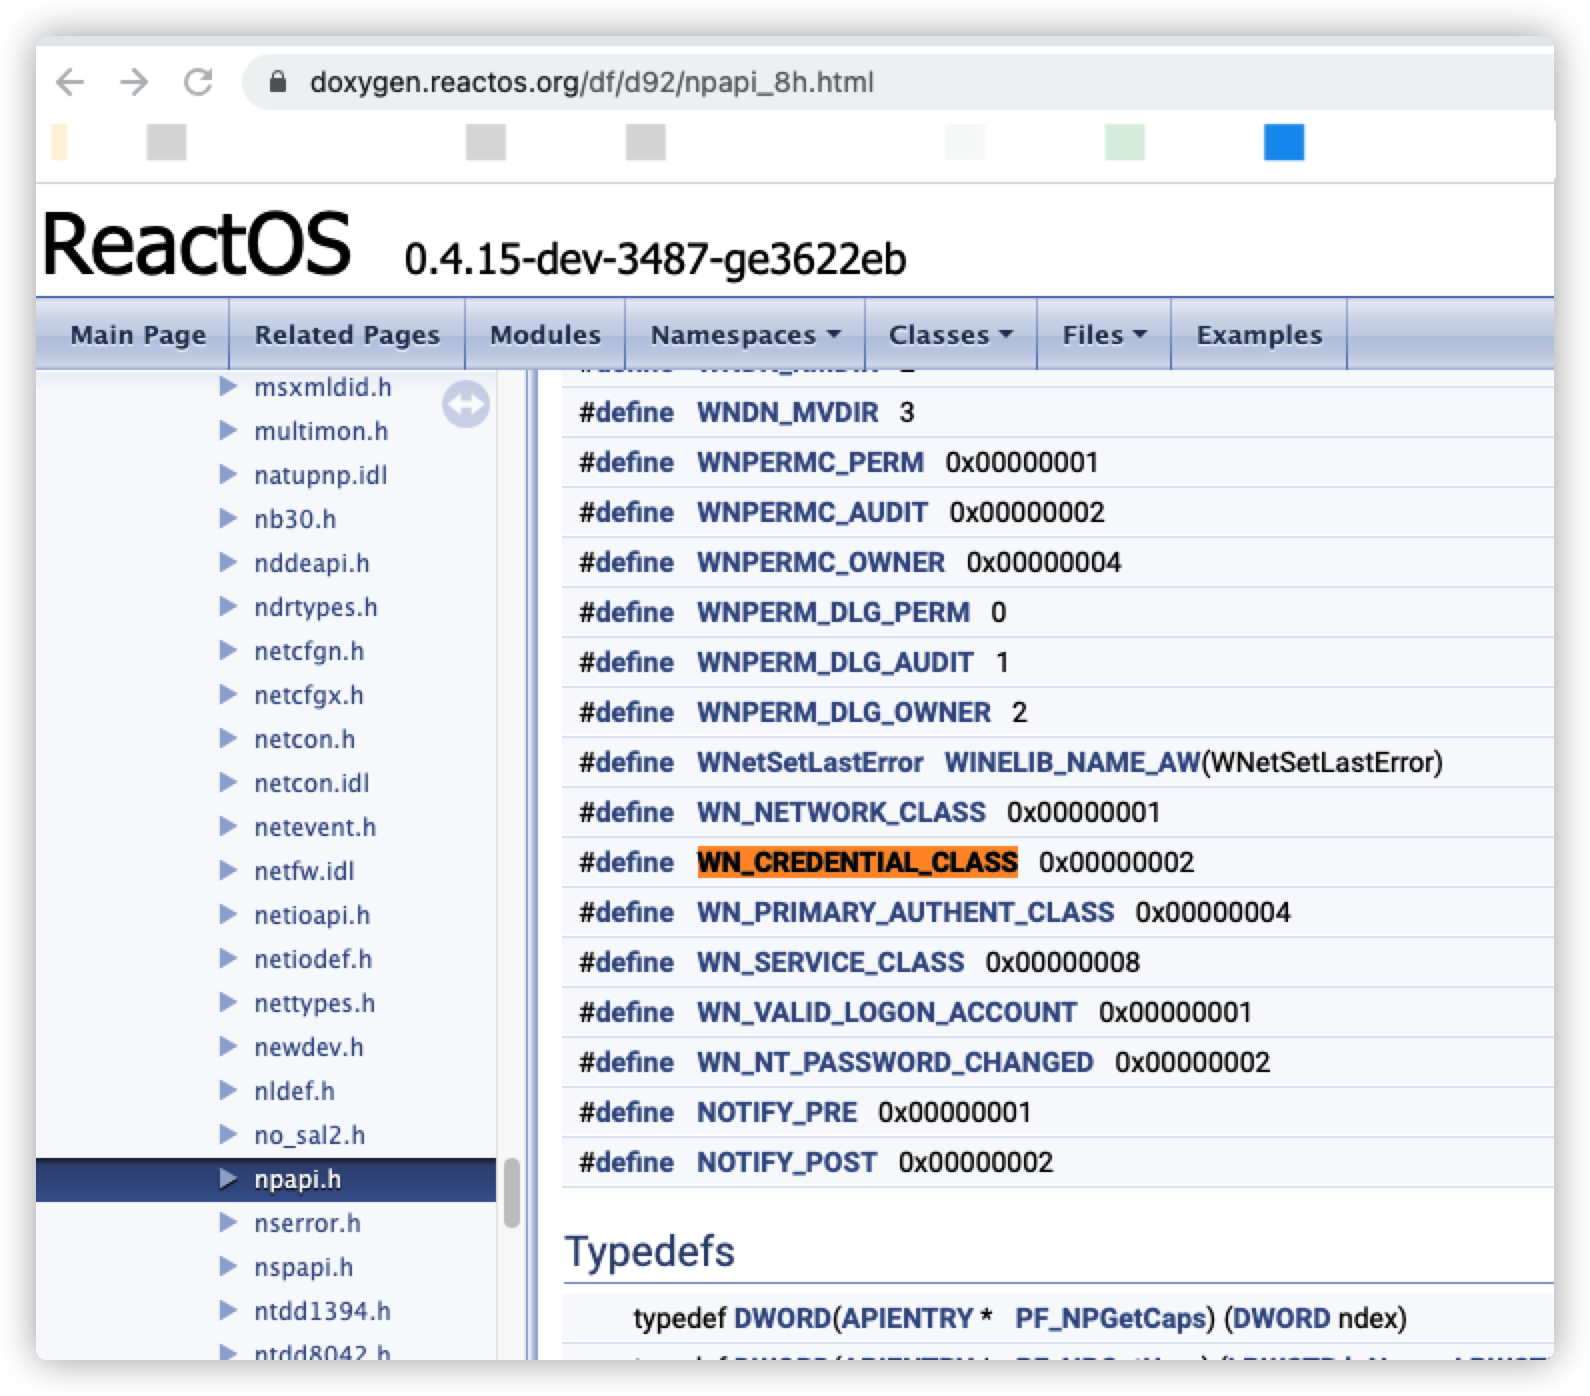 doxygen.reactos.org/df/d92/npapi_8h.html
ReactOS 0.4.15-dev-3487-ge3622eb
Main Page Related Pages Modules Namespaces Classes Files Examples
msxmldid.h
multimon.h
natupnp.idl
nb30.h
nddeapi.h
ndrtypes.h
netcfgn.h
netcfgx.h
netcon.h
netcon.idl
netevent.h
netfw.idl
netioapi.h
netiodef.h
nettypes.h
newdev.h
nldef.h
no_sal2.h
npapi.h
nserror.h
nspapi.h
ntdd1394.h
ntdd8042.h
#define WNDN_MVDIR 3
#define WNPERMC_PERM 0x00000001
#define WNPERMC_AUDIT 0x00000002
#define WNPERMC_OWNER 0x00000004
#define WNPERM_DLG_PERM 0
#define WNPERM_DLG_AUDIT 1
#define WNPERM_DLG_OWNER 2
#define WNetSetLastError WINELIB_NAME_AW(WNetSetLastError)
#define WN_NETWORK_CLASS 0x00000001
#define WN_CREDENTIAL_CLASS 0x00000002
#define WN_PRIMARY_AUTHENT_CLASS 0x00000004
#define WN_SERVICE_CLASS 0x00000008
#define WN_VALID_LOGON_ACCOUNT 0x00000001
#define WN_NT_PASSWORD_CHANGED 0x00000002
#define NOTIFY_PRE 0x00000001
#define NOTIFY_POST 0x00000002
Typedefs
typedef DWORD(APIENTRY * PF_NPGetCaps) (DWORD ndex)